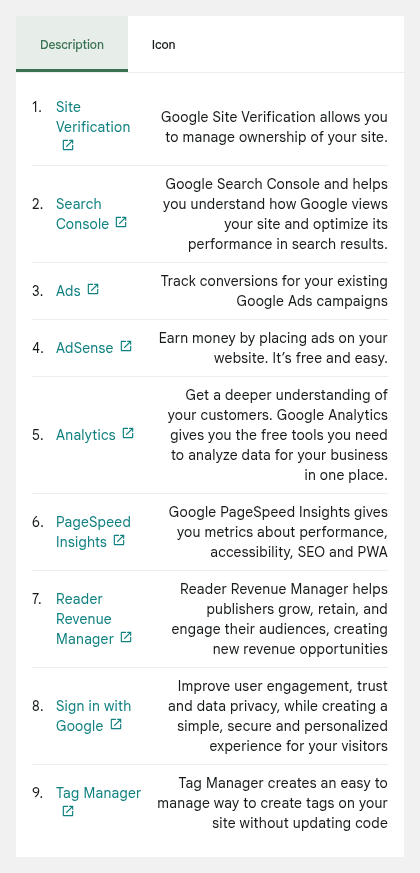 Description Icon
1. Site Verification
Google Site Verification allows you
to manage ownership of your site.
2. Search Console
Google Search Console and helps
you understand how Google views
your site and optimize its
performance in search results.
3. Ads
Track conversions for your existing
Google Ads campaigns
4. AdSense
Earn money by placing ads on your
website. It’s free and easy.
5. Analytics
Get a deeper understanding of
your customers. Google Analytics
gives you the free tools you need
to analyze data for your business
in one place.
6. PageSpeed Insights
Google PageSpeed Insights gives
you metrics about performance,
accessibility, SEO and PWA
7. Reader Revenue Manager
Reader Revenue Manager helps
publishers grow, retain, and
engage their audiences, creating
new revenue opportunities
8. Sign in with Google
Improve user engagement, trust
and data privacy, while creating a
simple, secure and personalized
experience for your visitors
9. Tag Manager
Tag Manager creates an easy to
manage way to create tags on your
site without updating code